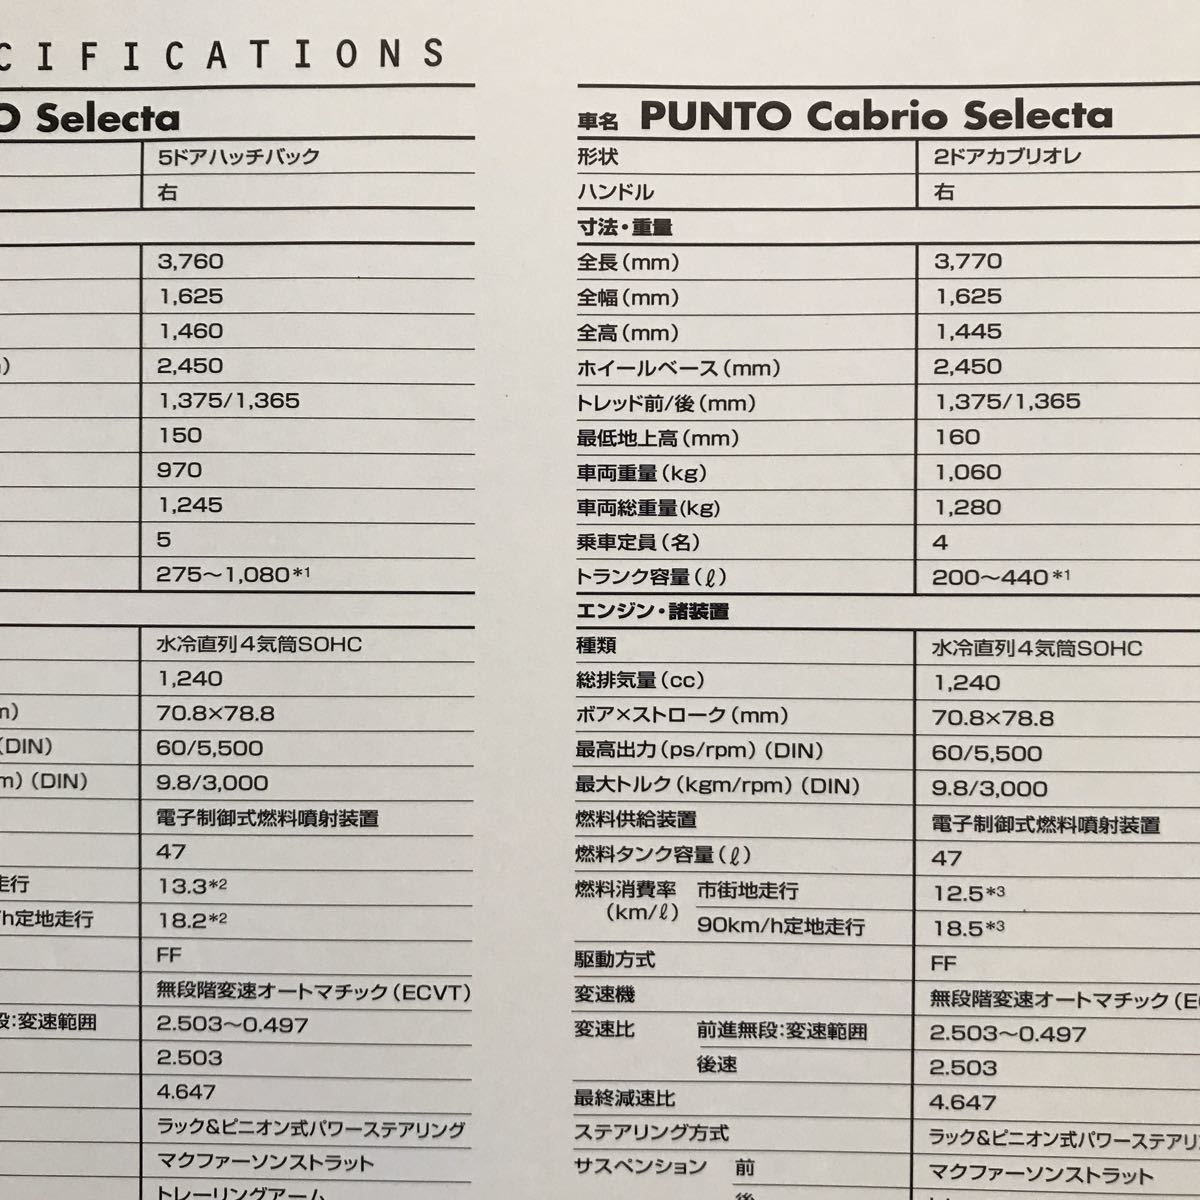 CIFICATIONS
O Selecta
5ドアハッチバック
右
3,760
1,625
1,460
) 2,450
1,375/1,365
150
970
1,245
5
275〜1,080*1
水冷直列4気筒SOHC
1,240
m) 70.8×78.8
(DIN) 60/5,500
m) (DIN) 9.8/3,000
電子制御式燃料噴射装置
47
走行 13.3*2
/h定地走行 18.2*2
FF
無段階変速オートマチック(ECVT)
段:変速範囲 2.503〜0.497
2.503
4.647
ラック&ピニオン式パワーステアリング
マクファーソンストラット
トレーリングアーム
車名 PUNTO Cabrio Selecta
形状 2ドアカブリオレ
ハンドル 右
寸法・重量
全長(mm) 3,770
全幅(mm) 1,625
全高(mm) 1,445
ホイールベース(mm) 2,450
トレッド前/後(mm) 1,375/1,365
最低地上高(mm) 160
車両重量(kg) 1,060
車両総重量(kg) 1,280
乗車定員(名) 4
トランク容量(ℓ) 200〜440*1
エンジン・諸装置
種類 水冷直列4気筒SOHC
総排気量(cc) 1,240
ボア×ストローク(mm) 70.8×78.8
最高出力(ps/rpm) (DIN) 60/5,500
最大トルク(kgm/rpm) (DIN) 9.8/3,000
燃料供給装置 電子制御式燃料噴射装置
燃料タンク容量(ℓ) 47
燃料消費率 市街地走行 12.5*3
(km/ℓ) 90km/h定地走行 18.5*3
駆動方式 FF
変速機 無段階変速オートマチック(E
変速比 前進無段:変速範囲 2.503〜0.497
後速 2.503
最終減速比 4.647
ステアリング方式 ラック&ピニオン式パワーステアリ
サスペンション 前 マクファーソンストラット
後